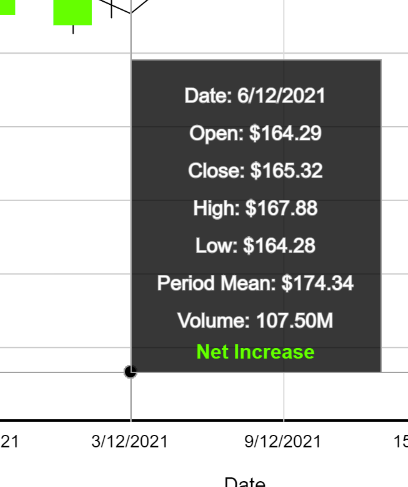 Date: 6/12/2021
Open: $164.29
Close: $165.32
High: $167.88
Low: $164.28
Period Mean: $174.34
Volume: 107.50M
Net Increase
21 3/12/2021 9/12/2021 15
Date